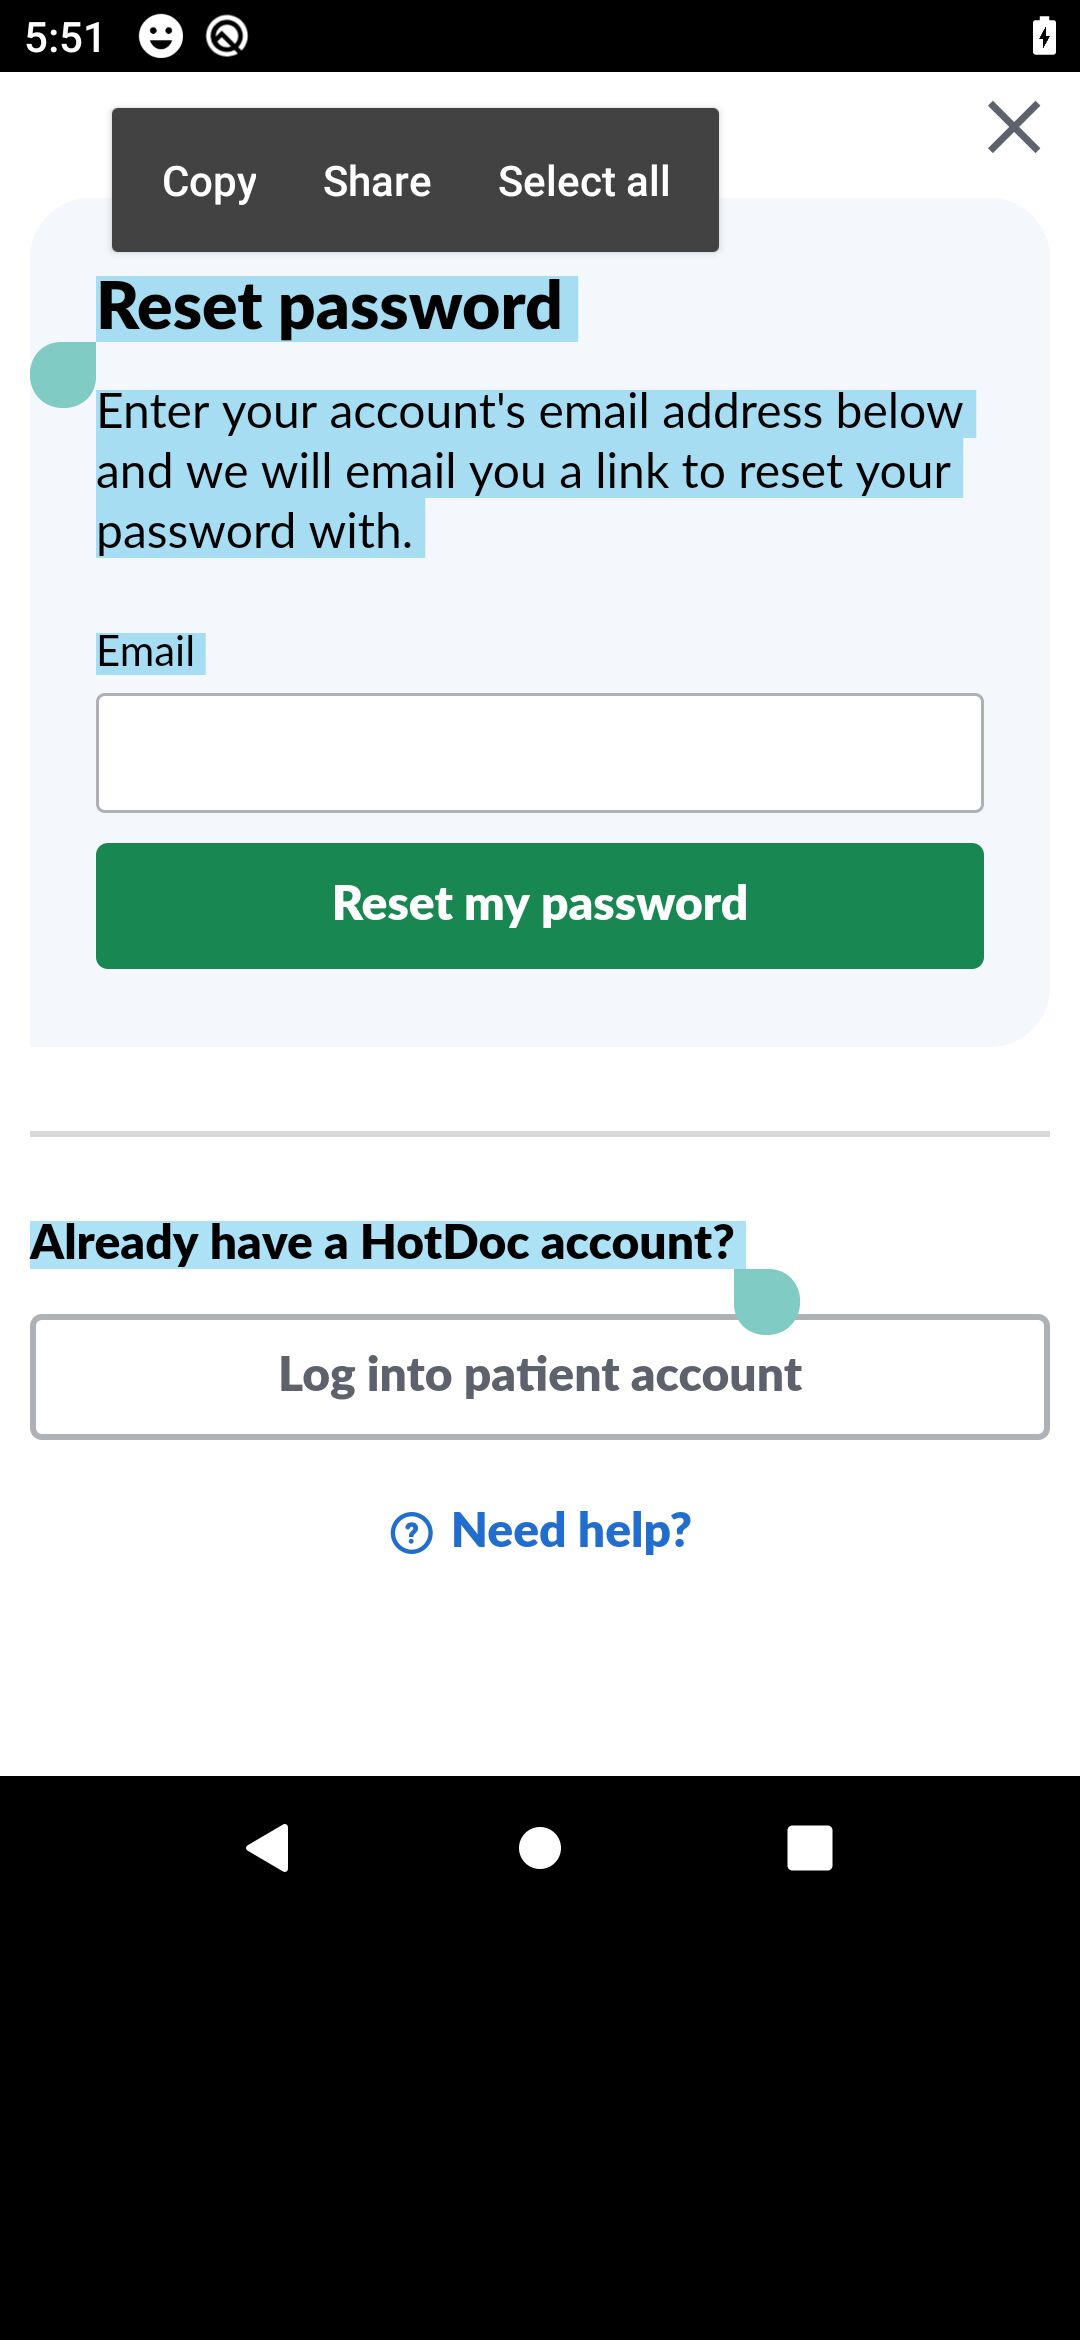 5:51
Copy Share Select all
Reset password
Enter your account's email address below
and we will email you a link to reset your
password with.
Email
Reset my password
Already have a HotDoc account?
Log into patient account
Need help?